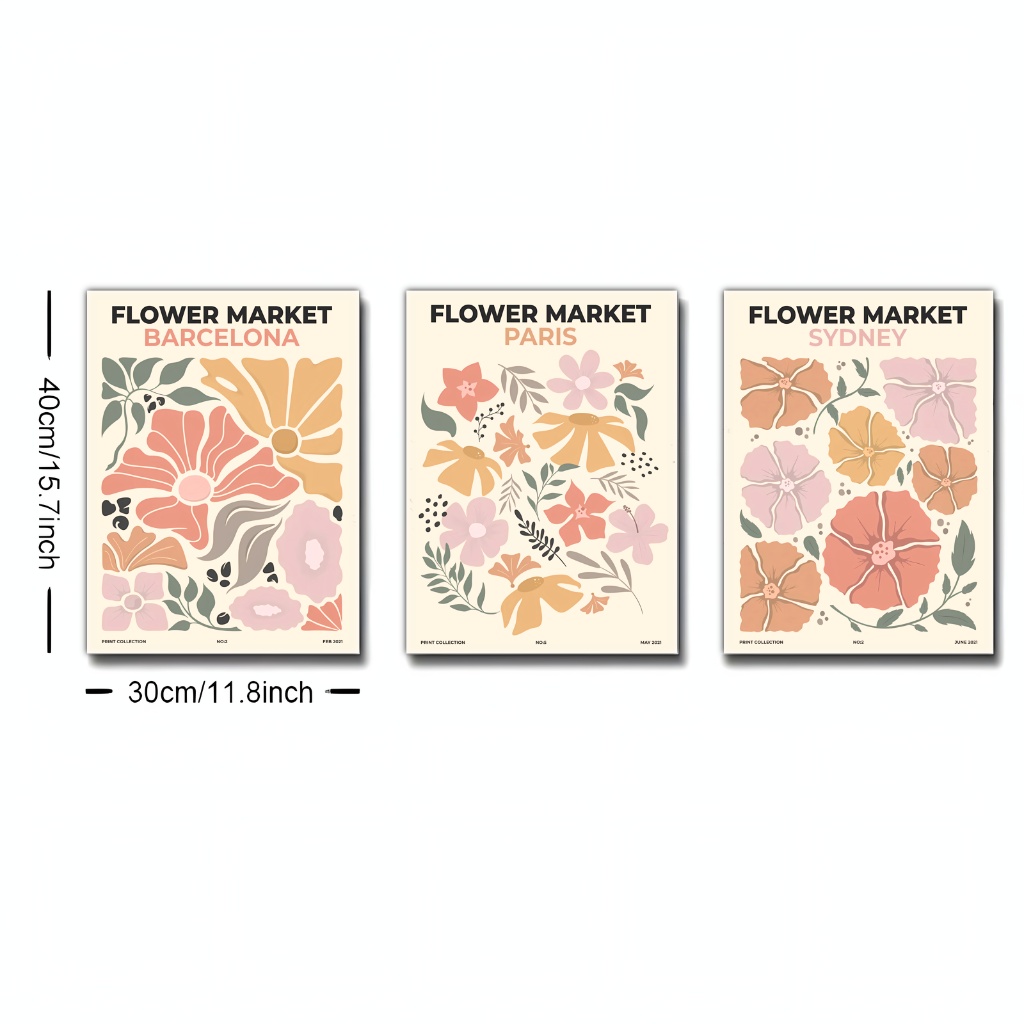 FLOWER MARKET
BARCELONA
PRINT COLLECTION NO:2 FEB 2021
FLOWER MARKET
PARIS
PRINT COLLECTION NO:2 MAY 2021
FLOWER MARKET
SYDNEY
PRINT COLLECTION NO:2 JUNE 2021
40cm/15.7inch
30cm/11.8inch